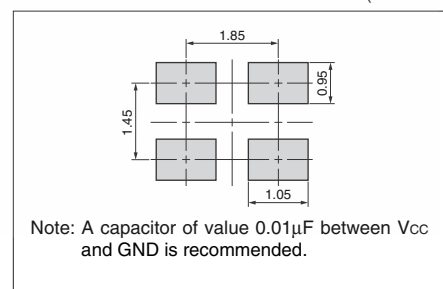 1.85
0.95
1.45
1.05
Note: A capacitor of value 0.01μF between Vcc
and GND is recommended.